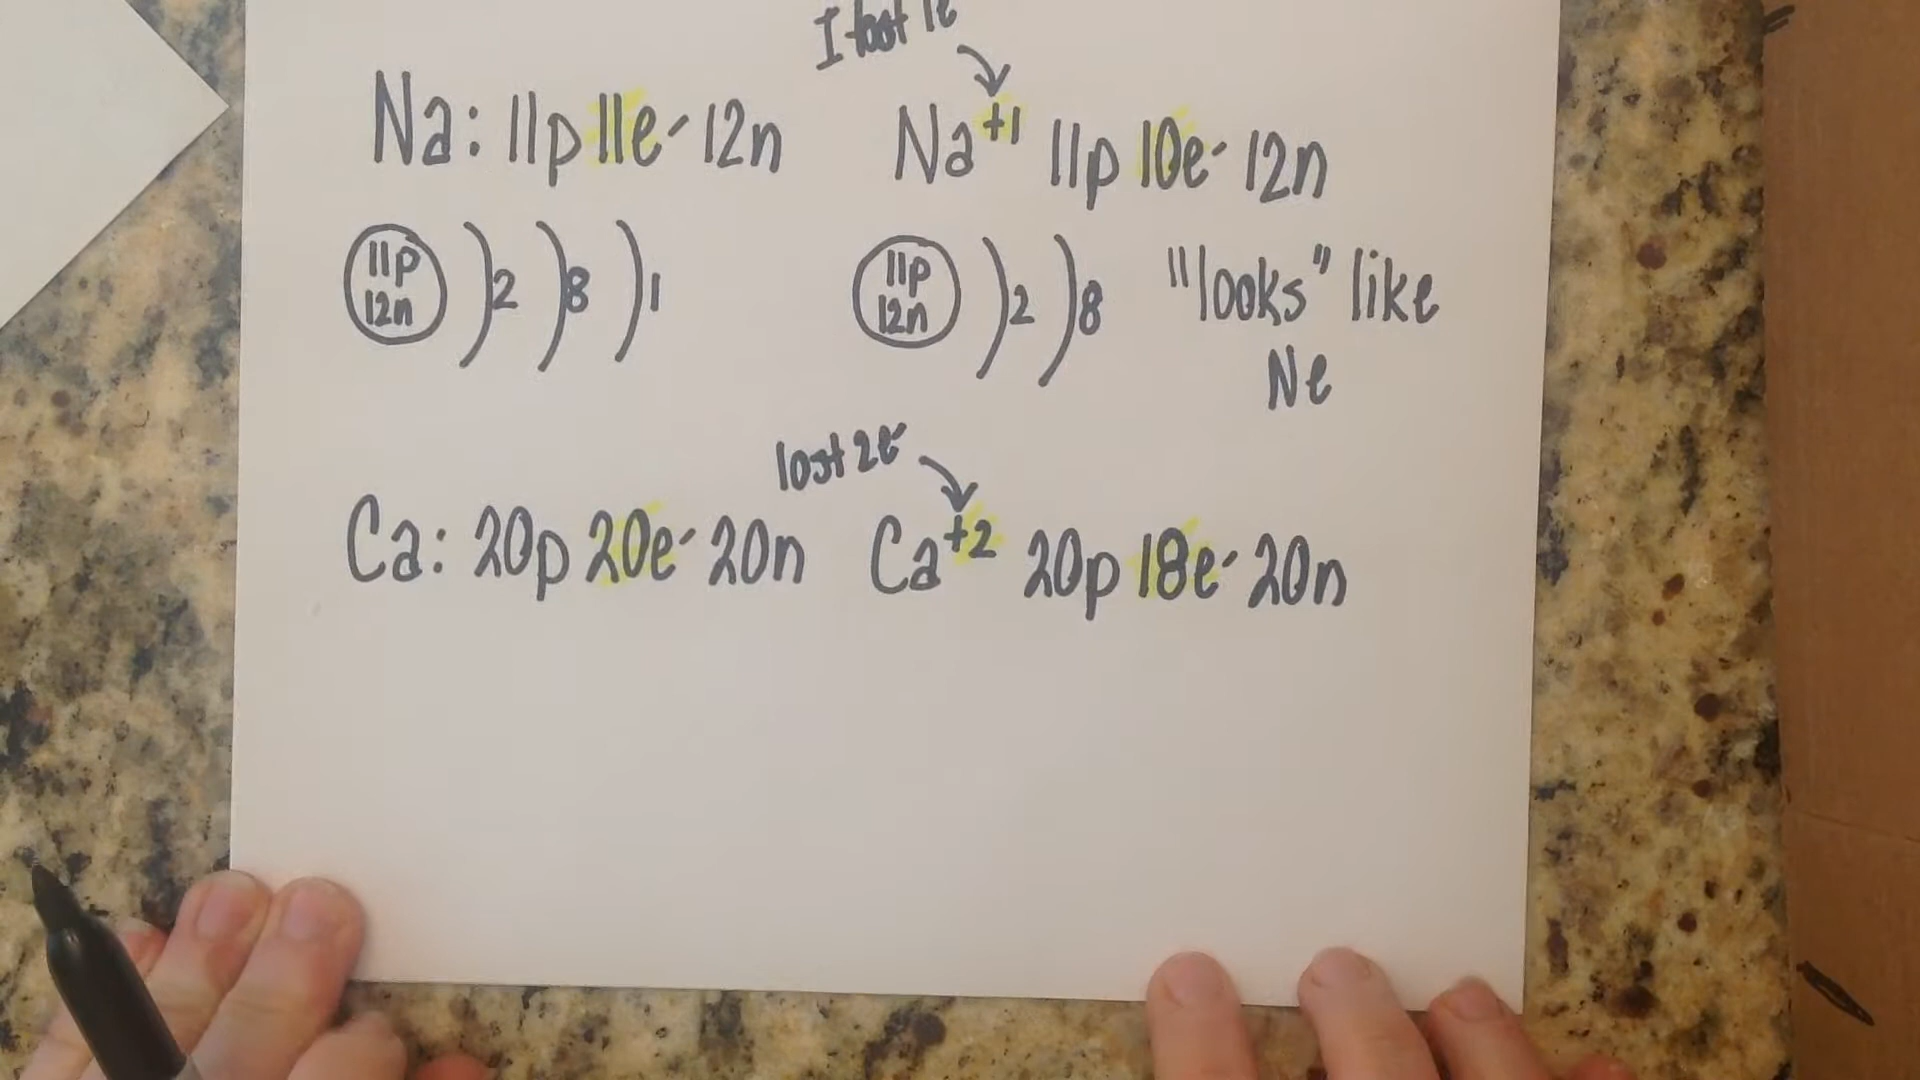 I lost 1e
Na: 11p 11e- 12n
Na+1 11p 10e- 12n
11p
12n
)2 )8 )1
11p
12n
)2 )8
"looks" like
Ne
lost 2e-
Ca: 20p 20e- 20n
Ca+2 20p 18e- 20n